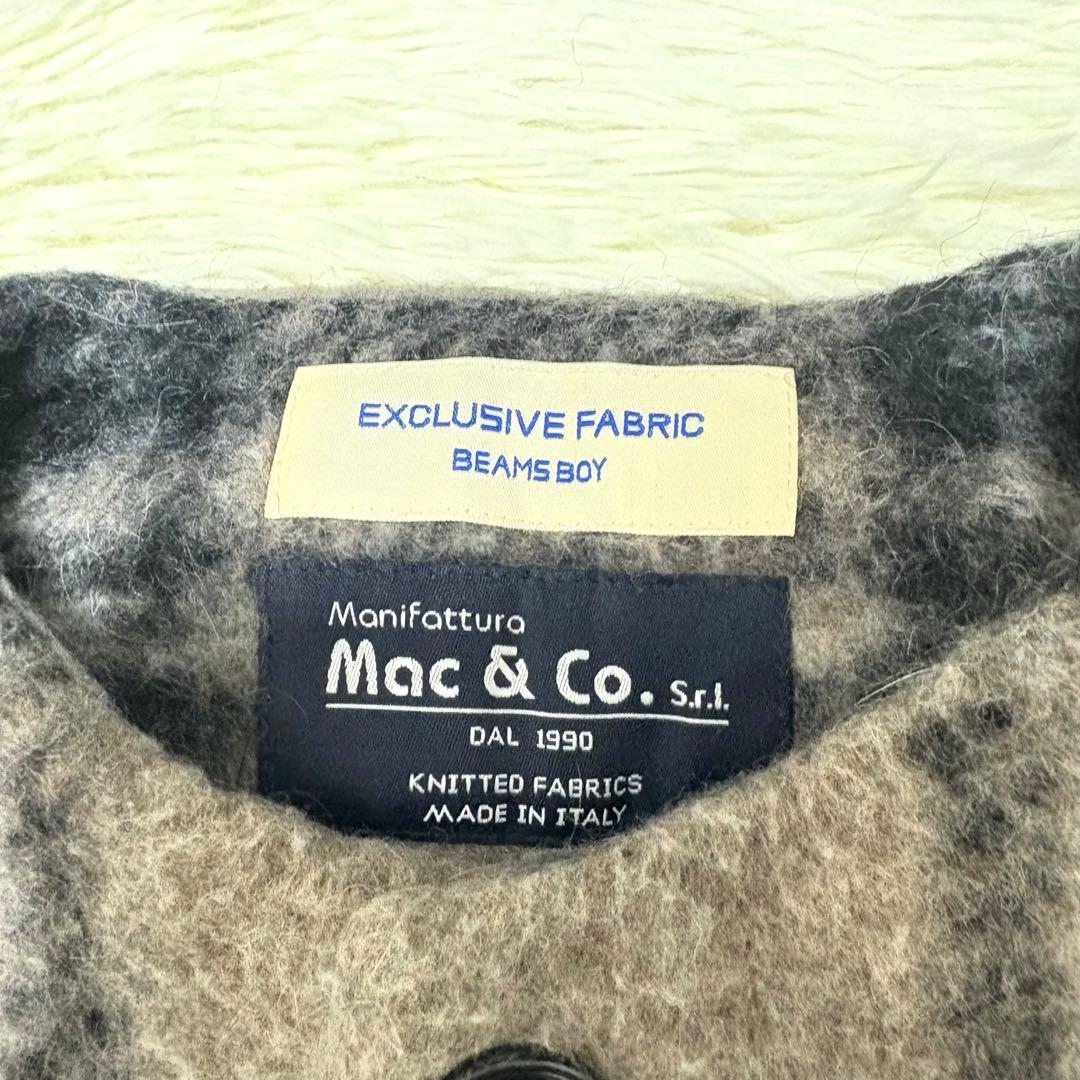 EXCLUSIVE FABRIC
BEAMS BOY
Manifattura
Mac & Co. S.r.l.
DAL 1990
KNITTED FABRICS
MADE IN ITALY